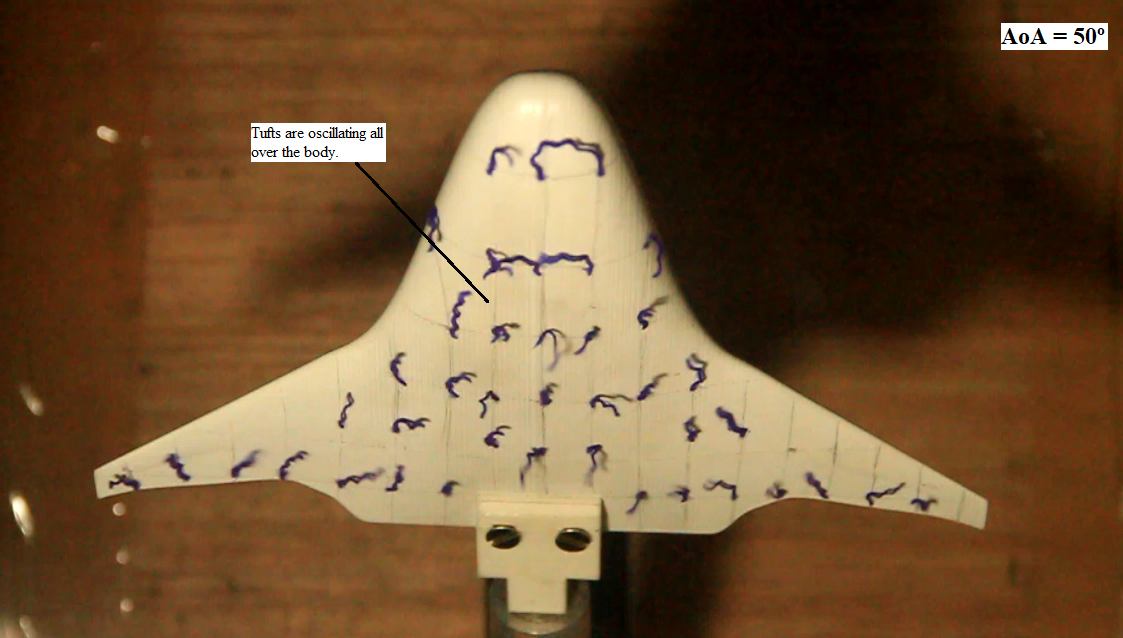 AoA = 50º
Tufts are oscillating all
over the body.